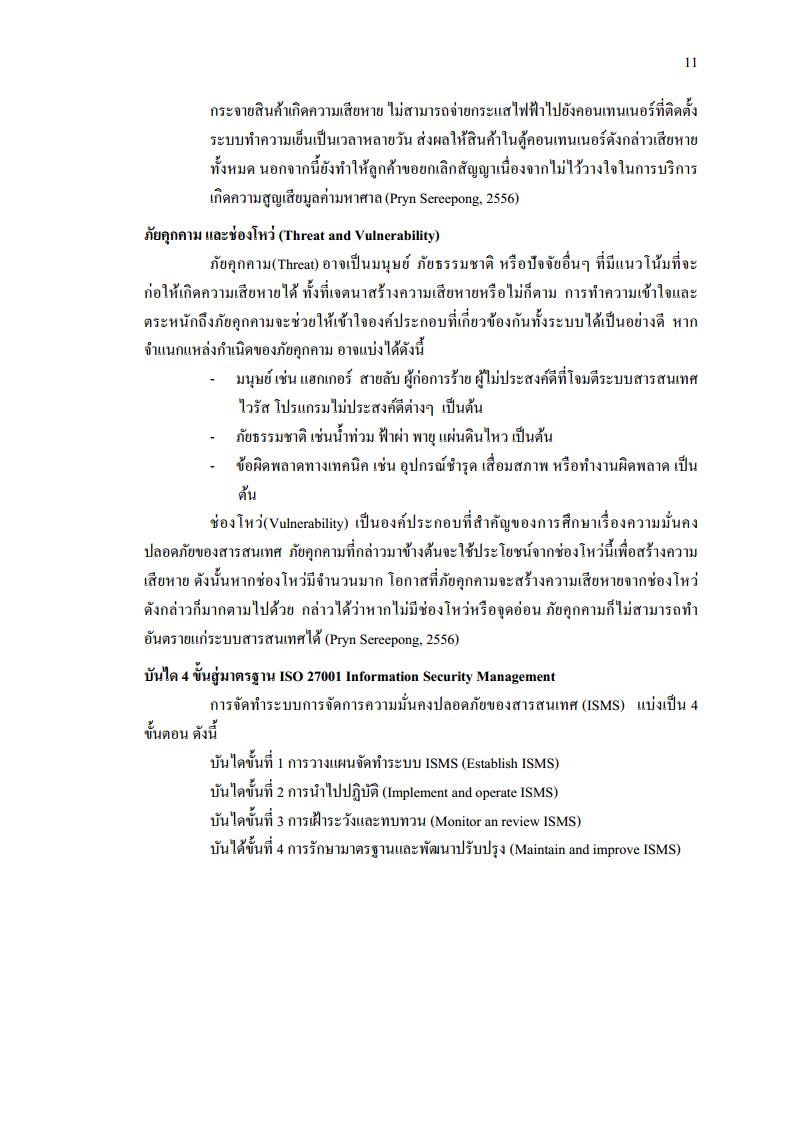 11
กระจายสินค้าเกิดความเสียหาย ไม่สามารถจ่ายกระแสไฟฟ้าไปยังคอนเทนเนอร์ที่ติดตั้ง
ระบบทำความเย็นเป็นเวลาหลายวัน ส่งผลให้สินค้าในตู้คอนเทนเนอร์ดังกล่าวเสียหาย
ทั้งหมด นอกจากนี้ยังทำให้ลูกค้าขอยกเลิกสัญญาเนื่องจากไม่ไว้วางใจในการบริการ
เกิดความสูญเสียมูลค่ามหาศาล (Pryn Sereepong, 2556)
ภัยคุกคาม และช่องโหว่ (Threat and Vulnerability)
ภัยคุกคาม(Threat) อาจเป็นมนุษย์ ภัยธรรมชาติ หรือปัจจัยอื่นๆ ที่มีแนวโน้มที่จะ
ก่อให้เกิดความเสียหายได้ ทั้งที่เจตนาสร้างความเสียหายหรือไม่ก็ตาม การทำความเข้าใจและ
ตระหนักถึงภัยคุกคามจะช่วยให้เข้าใจองค์ประกอบที่เกี่ยวข้องกันทั้งระบบได้เป็นอย่างดี หาก
จำแนกแหล่งกำเนิดของภัยคุกคาม อาจแบ่งได้ดังนี้
- มนุษย์ เช่น แฮกเกอร์ สายลับ ผู้ก่อการร้าย ผู้ไม่ประสงค์ดีที่โจมตีระบบสารสนเทศ
ไวรัส โปรแกรมไม่ประสงค์ดีต่างๆ เป็นต้น
- ภัยธรรมชาติ เช่นน้ำท่วม ฟ้าผ่า พายุ แผ่นดินไหว เป็นต้น
- ข้อผิดพลาดทางเทคนิค เช่น อุปกรณ์ชำรุด เสื่อมสภาพ หรือทำงานผิดพลาด เป็น
ต้น
ช่องโหว่(Vulnerability) เป็นองค์ประกอบที่สำคัญของการศึกษาเรื่องความมั่นคง
ปลอดภัยของสารสนเทศ ภัยคุกคามที่กล่าวมาข้างต้นจะใช้ประโยชน์จากช่องโหว่นี้เพื่อสร้างความ
เสียหาย ดังนั้นหากช่องโหว่มีจำนวนมาก โอกาสที่ภัยคุกคามจะสร้างความเสียหายจากช่องโหว่
ดังกล่าวก็มากตามไปด้วย กล่าวได้ว่าหากไม่มีช่องโหว่หรือจุดอ่อน ภัยคุกคามก็ไม่สามารถทำ
อันตรายแก่ระบบสารสนเทศได้ (Pryn Sereepong, 2556)
บันได 4 ขั้นสู่มาตรฐาน ISO 27001 Information Security Management
การจัดทำระบบการจัดการความมั่นคงปลอดภัยของสารสนเทศ (ISMS) แบ่งเป็น 4
ขั้นตอน ดังนี้
บันไดขั้นที่ 1 การวางแผนจัดทำระบบ ISMS (Establish ISMS)
บันไดขั้นที่ 2 การนำไปปฏิบัติ (Implement and operate ISMS)
บันไดขั้นที่ 3 การเฝ้าระวังและทบทวน (Monitor an review ISMS)
บันได้ขั้นที่ 4 การรักษามาตรฐานและพัฒนาปรับปรุง (Maintain and improve ISMS)